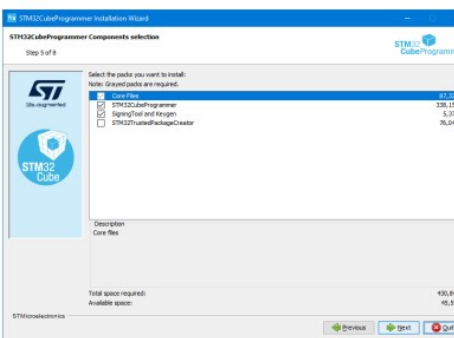 STM32CubeProgrammer Installation Wizard
STM32CubeProgrammer Components selection
Step 5 of 8
STM32
CubeProgramm
life.augmented
STM32
Cube
Select the packs you want to install:
Note: Grayed packs are required.
Core Files
STM32CubeProgrammer
SigningTool and Keygen
STM32TrustedPackageCreator
Description
Core files
Total space required:
Available space:
STMicroelectronics
Previous
Next
Quit